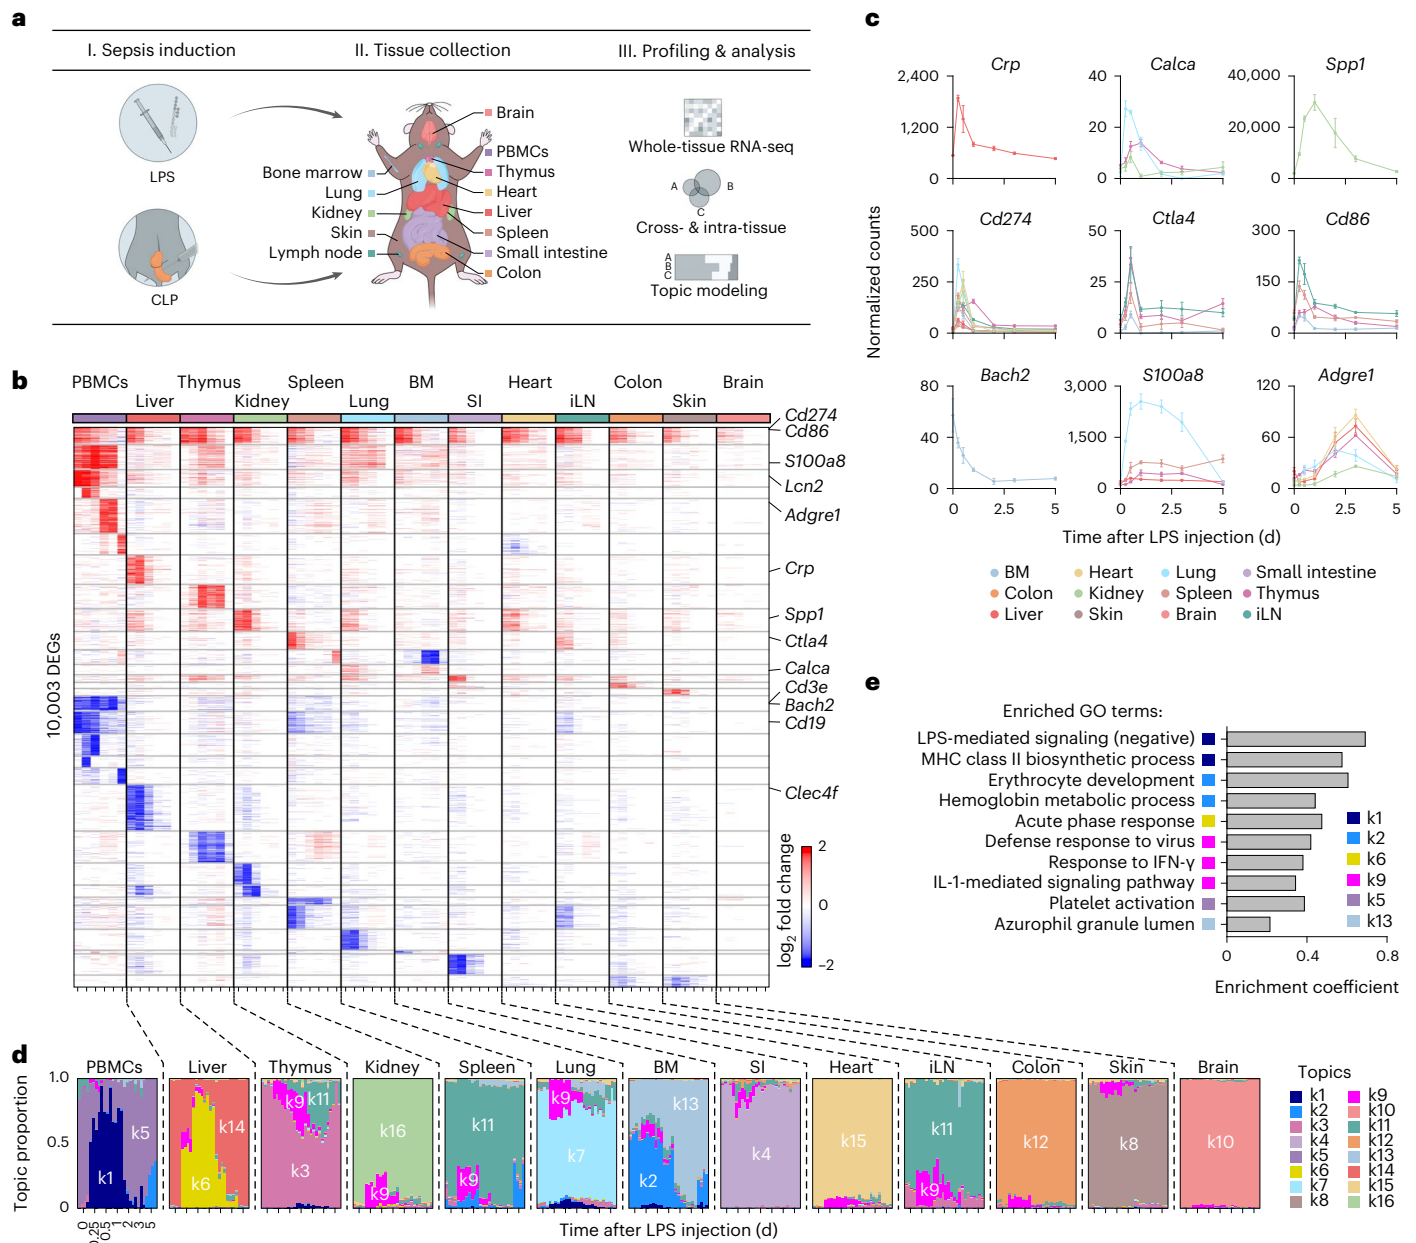 a
I. Sepsis induction
II. Tissue collection
III. Profiling & analysis
LPS
CLP
Brain
PBMCs
Thymus
Heart
Liver
Spleen
Small intestine
Colon
Bone marrow
Lung
Kidney
Skin
Lymph node
Whole-tissue RNA-seq
A
B
C
Cross- & intra-tissue
A
B
C
Topic modeling
b
PBMCs Thymus Spleen BM Heart Colon Brain
Liver Kidney Lung SI iLN Skin
10,003 DEGs
Cd274
Cd86
S100a8
Lcn2
Adgre1
Crp
Spp1
Ctla4
Calca
Cd3e
Bach2
Cd19
Clec4f
log2 fold change
2
0
−2
c
Normalized counts
Crp
2,400
1,200
0
Calca
40
20
0
Spp1
40,000
20,000
0
Cd274
500
250
0
Ctla4
50
25
0
Cd86
300
150
0
Bach2
80
40
0
0 2.5 5
S100a8
3,000
1,500
0
0 2.5 5
Adgre1
120
60
0
0 2.5 5
Time after LPS injection (d)
BM Heart Lung Small intestine
Colon Kidney Spleen Thymus
Liver Skin Brain iLN
e
Enriched GO terms:
LPS-mediated signaling (negative)
MHC class II biosynthetic process
Erythrocyte development
Hemoglobin metabolic process
Acute phase response
Defense response to virus
Response to IFN-γ
IL-1-mediated signaling pathway
Platelet activation
Azurophil granule lumen
k1
k2
k6
k9
k5
k13
0 0.4 0.8
Enrichment coefficient
d
Topic proportion
1.0
0.5
0
PBMCs Liver Thymus Kidney Spleen Lung BM SI Heart iLN Colon Skin Brain
k5
k1
k14
k6
k9
k11
k3
k16
k9
k11
k9
k9
k7
k13
k2
k4
k15
k11
k9
k12
k8
k10
0 0.25 0.5 1 2 3 5
Time after LPS injection (d)
Topics
k1 k9
k2 k10
k3 k11
k4 k12
k5 k13
k6 k14
k7 k15
k8 k16